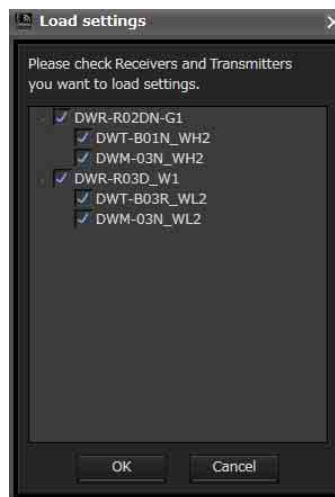 Load settings
Please check Receivers and Transmitters
you want to load settings.
DWR-R02DN-G1
DWT-B01N_WH2
DWM-03N_WH2
DWR-R03D_W1
DWT-B03R_WL2
DWM-03N_WL2
OK Cancel